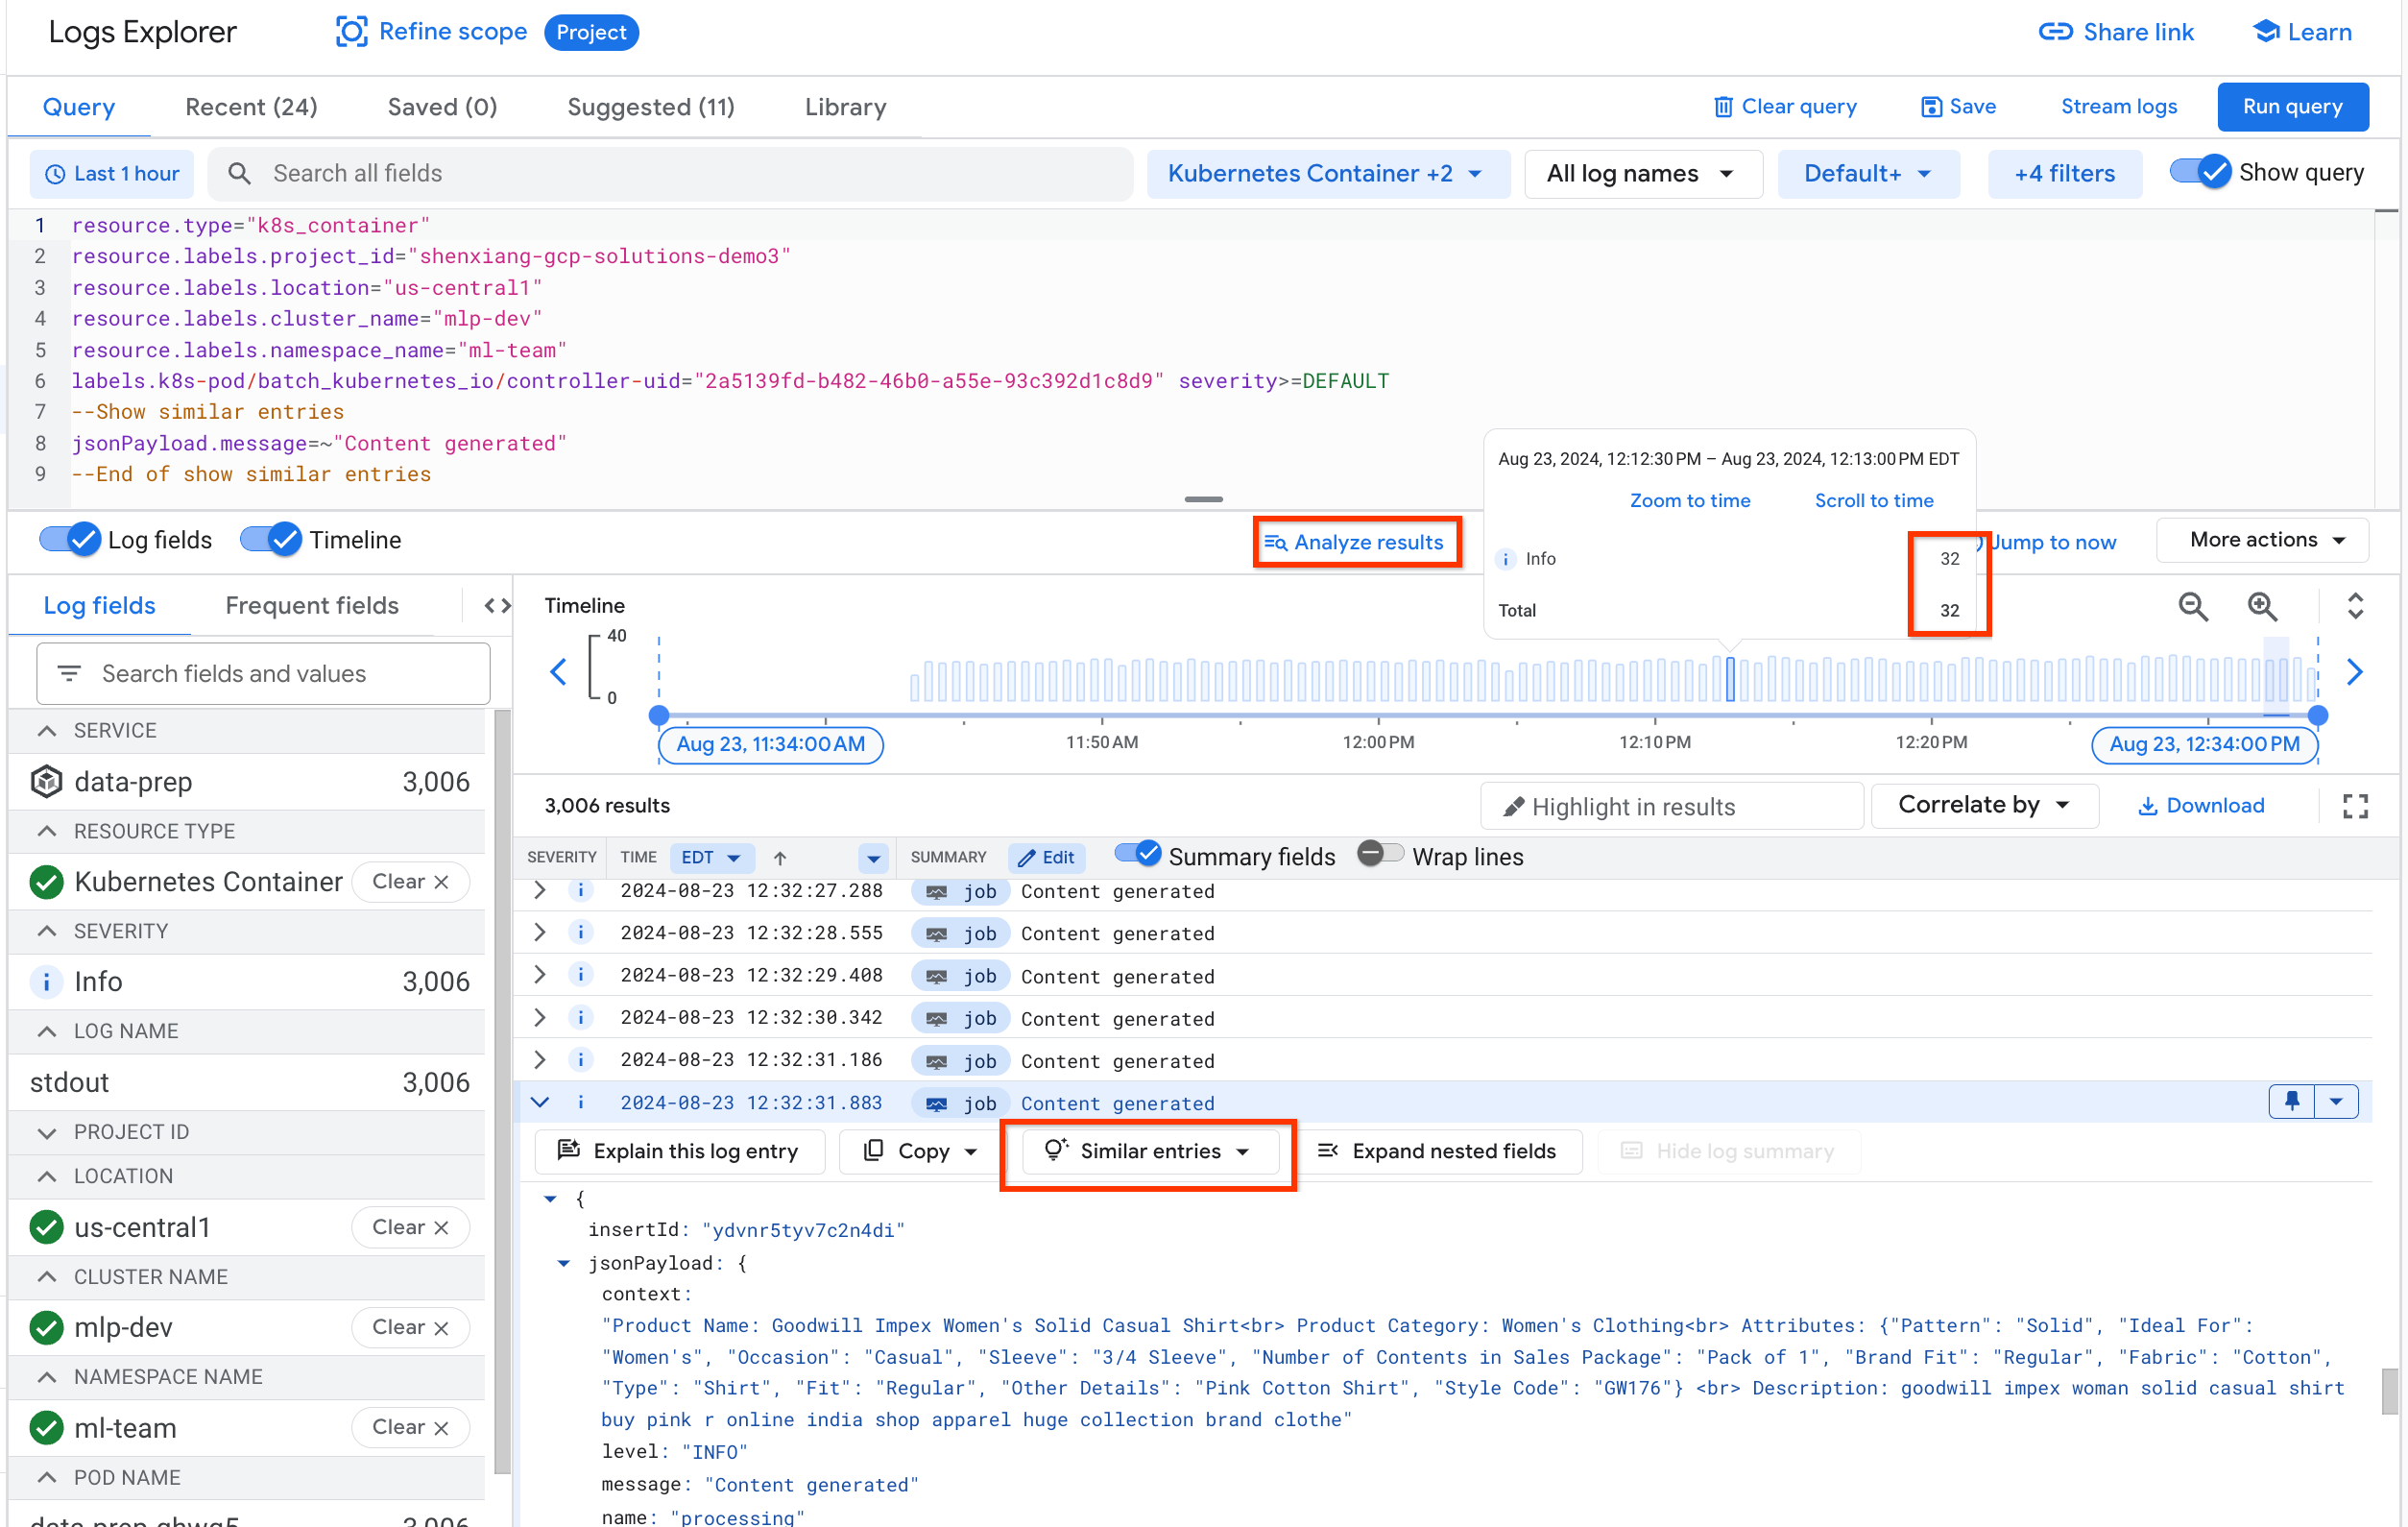 Logs Explorer
Refine scope
Project
Share link
Learn
Query
Recent (24)
Saved (0)
Suggested (11)
Library
Clear query
Save
Stream logs
Run query
Last 1 hour
Search all fields
Kubernetes Container +2
All log names
Default+
+4 filters
Show query
1 resource.type="k8s_container"
2 resource.labels.project_id="shenxiang-gcp-solutions-demo3"
3 resource.labels.location="us-central1"
4 resource.labels.cluster_name="mlp-dev"
5 resource.labels.namespace_name="ml-team"
6 labels.k8s-pod/batch_kubernetes_io/controller-uid="2a5139fd-b482-46b0-a55e-93c392d1c8d9" severity>=DEFAULT
7 --Show similar entries
8 jsonPayload.message=~"Content generated"
9 --End of show similar entries
Aug 23, 2024, 12:12:30 PM – Aug 23, 2024, 12:13:00 PM EDT
Zoom to time
Scroll to time
Info 32
Total 32
Log fields
Timeline
Analyze results
Jump to now
More actions
Log fields
Frequent fields
Search fields and values
SERVICE
data-prep 3,006
RESOURCE TYPE
Kubernetes Container Clear
SEVERITY
Info 3,006
LOG NAME
stdout 3,006
PROJECT ID
LOCATION
us-central1 Clear
CLUSTER NAME
mlp-dev Clear
NAMESPACE NAME
ml-team Clear
POD NAME
data-prep-ghwg5 3,006
Timeline
40
0
Aug 23, 11:34:00 AM
11:50 AM
12:00 PM
12:10 PM
12:20 PM
Aug 23, 12:34:00 PM
3,006 results
Highlight in results
Correlate by
Download
SEVERITY
TIME
EDT
SUMMARY
Edit
Summary fields
Wrap lines
2024-08-23 12:32:27.288 job Content generated
2024-08-23 12:32:28.555 job Content generated
2024-08-23 12:32:29.408 job Content generated
2024-08-23 12:32:30.342 job Content generated
2024-08-23 12:32:31.186 job Content generated
2024-08-23 12:32:31.883 job Content generated
Explain this log entry
Copy
Similar entries
Expand nested fields
Hide log summary
{
insertId: "ydvnr5tyv7c2n4di"
jsonPayload: {
context:
"Product Name: Goodwill Impex Women's Solid Casual Shirt<br> Product Category: Women's Clothing<br> Attributes: {"Pattern": "Solid", "Ideal For":
"Women's", "Occasion": "Casual", "Sleeve": "3/4 Sleeve", "Number of Contents in Sales Package": "Pack of 1", "Brand Fit": "Regular", "Fabric": "Cotton",
"Type": "Shirt", "Fit": "Regular", "Other Details": "Pink Cotton Shirt", "Style Code": "GW176"} <br> Description: goodwill impex woman solid casual shirt
buy pink r online india shop apparel huge collection brand clothe"
level: "INFO"
message: "Content generated"
name: "processing"